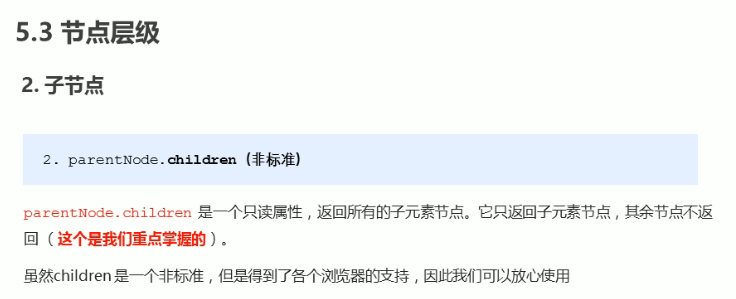 5.3 节点层级
2. 子节点
2. parentNode.children（非标准）
parentNode.children 是一个只读属性，返回所有的子元素节点。它只返回子元素节点，其余节点不返
回（这个是我们重点掌握的）。
虽然children 是一个非标准，但是得到了各个浏览器的支持，因此我们可以放心使用